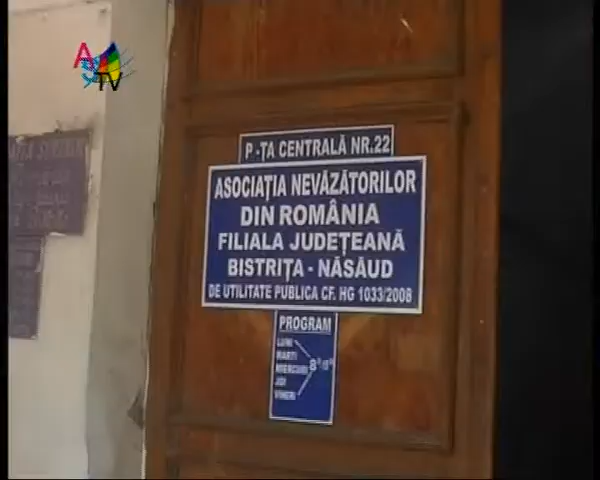 AS TV
P-ȚA CENTRALĂ NR.22
ASOCIAȚIA NEVĂZĂTORILOR
DIN ROMÂNIA
FILIALA JUDEȚEANĂ
BISTRIȚA - NĂSĂUD
DE UTILITATE PUBLICA CF. HG 1033/2008
PROGRAM
LUNI
MARTI
MIERCURI
JOI
VINERI